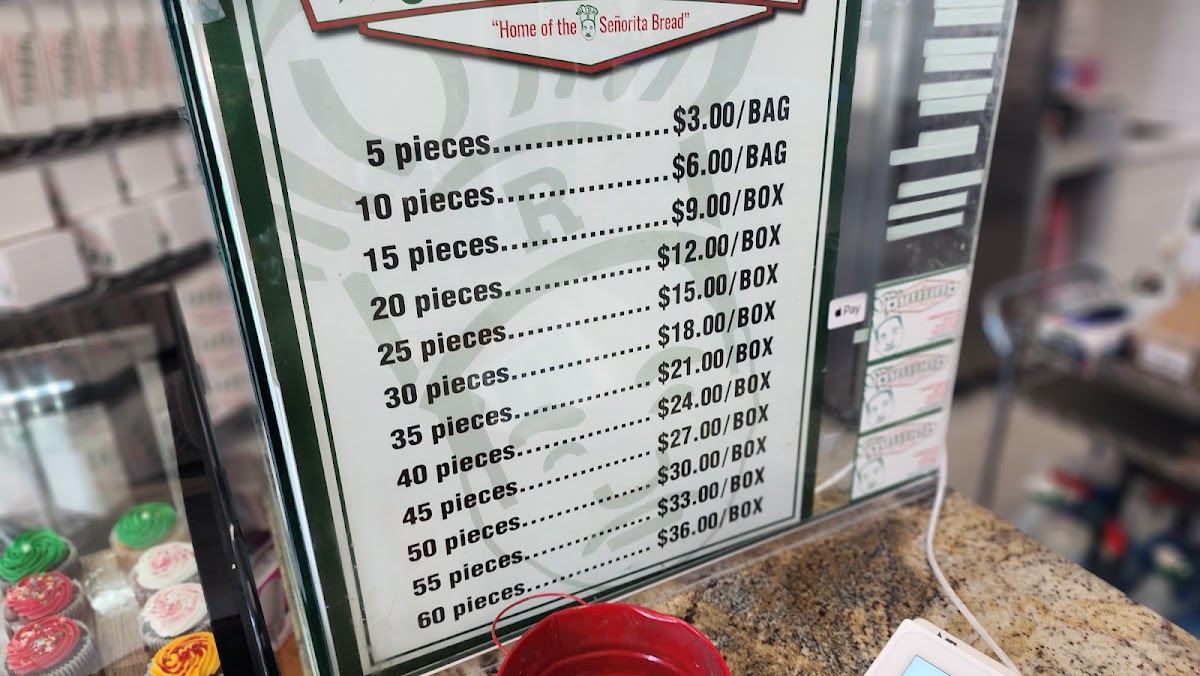 "Home of the Señorita Bread"
5 pieces....................$3.00/BAG
10 pieces....................$6.00/BAG
15 pieces....................$9.00/BOX
20 pieces....................$12.00/BOX
25 pieces....................$15.00/BOX
30 pieces....................$18.00/BOX
35 pieces....................$21.00/BOX
40 pieces....................$24.00/BOX
45 pieces....................$27.00/BOX
50 pieces....................$30.00/BOX
55 pieces....................$33.00/BOX
60 pieces....................$36.00/BOX
R
Pay